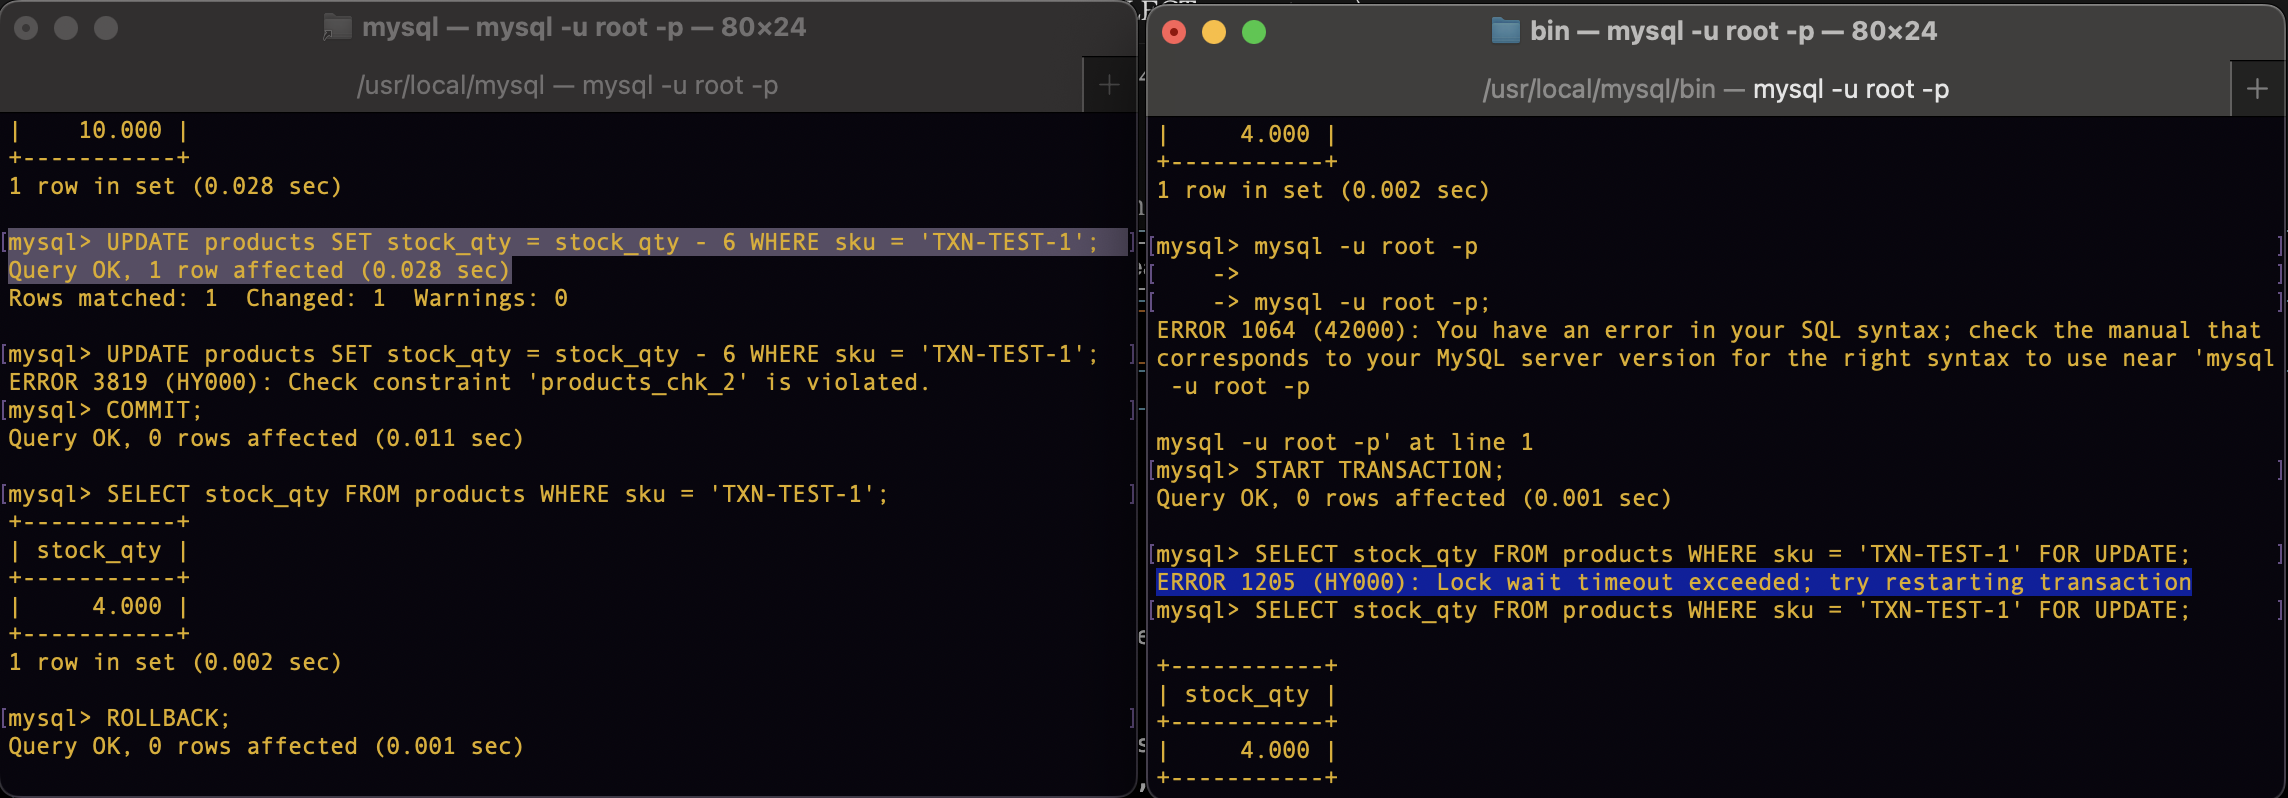 mysql — mysql -u root -p — 80×24
/usr/local/mysql — mysql -u root -p
|     10.000 |
+-----------+
1 row in set (0.028 sec)
mysql> UPDATE products SET stock_qty = stock_qty - 6 WHERE sku = 'TXN-TEST-1';
Query OK, 1 row affected (0.028 sec)
Rows matched: 1  Changed: 1  Warnings: 0
mysql> UPDATE products SET stock_qty = stock_qty - 6 WHERE sku = 'TXN-TEST-1';
ERROR 3819 (HY000): Check constraint 'products_chk_2' is violated.
mysql> COMMIT;
Query OK, 0 rows affected (0.011 sec)
mysql> SELECT stock_qty FROM products WHERE sku = 'TXN-TEST-1';
+-----------+
| stock_qty |
+-----------+
|     4.000 |
+-----------+
1 row in set (0.002 sec)
mysql> ROLLBACK;
Query OK, 0 rows affected (0.001 sec)
bin — mysql -u root -p — 80×24
/usr/local/mysql/bin — mysql -u root -p
|     4.000 |
+-----------+
1 row in set (0.002 sec)
mysql> mysql -u root -p
    ->
    -> mysql -u root -p;
ERROR 1064 (42000): You have an error in your SQL syntax; check the manual that
corresponds to your MySQL server version for the right syntax to use near 'mysql
 -u root -p
mysql -u root -p' at line 1
mysql> START TRANSACTION;
Query OK, 0 rows affected (0.001 sec)
mysql> SELECT stock_qty FROM products WHERE sku = 'TXN-TEST-1' FOR UPDATE;
ERROR 1205 (HY000): Lock wait timeout exceeded; try restarting transaction
mysql> SELECT stock_qty FROM products WHERE sku = 'TXN-TEST-1' FOR UPDATE;
+-----------+
| stock_qty |
+-----------+
|     4.000 |
+-----------+